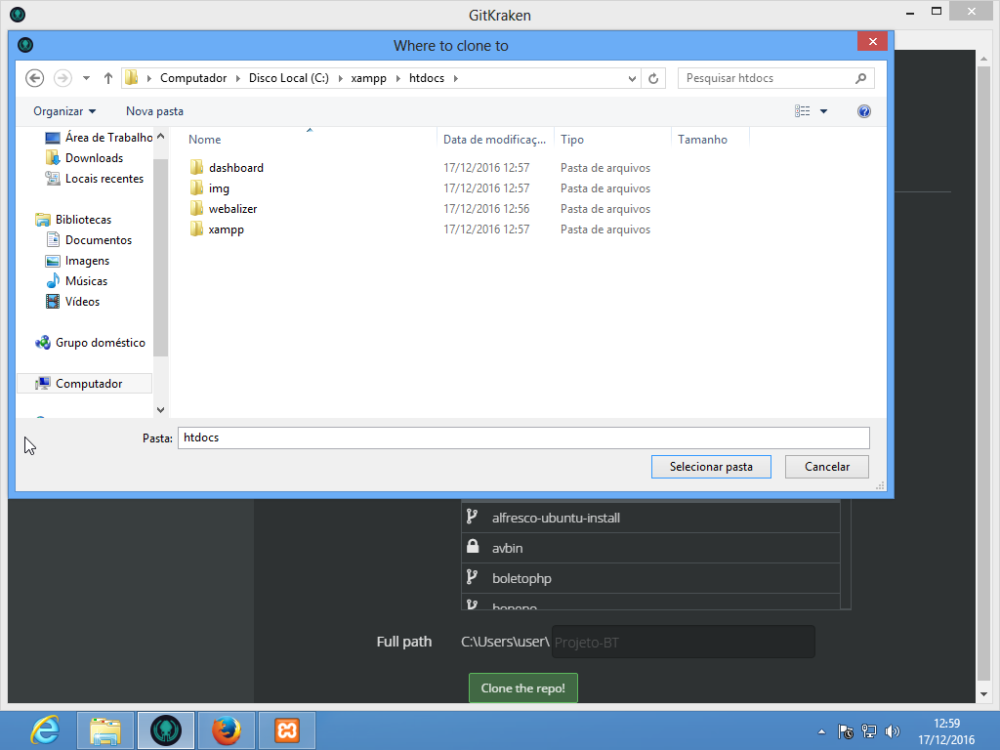 GitKraken
Where to clone to
Computador Disco Local (C:) xampp htdocs
Pesquisar htdocs
Organizar Nova pasta
Nome Data de modificaç... Tipo Tamanho
Área de Trabalho
Downloads
Locais recentes
Bibliotecas
Documentos
Imagens
Músicas
Vídeos
Grupo doméstico
Computador
dashboard 17/12/2016 12:57 Pasta de arquivos
img 17/12/2016 12:57 Pasta de arquivos
webalizer 17/12/2016 12:56 Pasta de arquivos
xampp 17/12/2016 12:57 Pasta de arquivos
Pasta: htdocs
Selecionar pasta Cancelar
alfresco-ubuntu-install
avbin
boletophp
Full path C:\Users\user\ Projeto-BT
Clone the repo!
12:59
17/12/2016